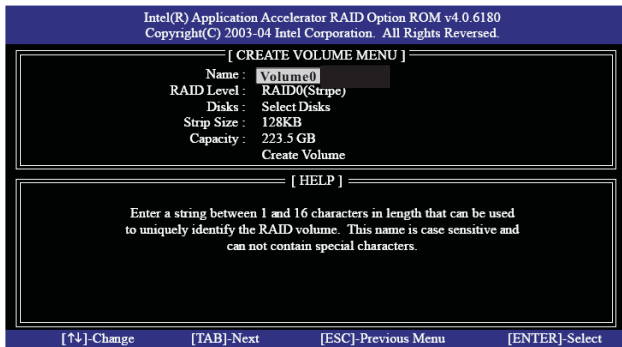 Intel(R) Application Accelerator RAID Option ROM v4.0.6180
Copyright(C) 2003-04 Intel Corporation. All Rights Reserved.
[ CREATE VOLUME MENU ]
Name : Volume0
RAID Level : RAID0(Stripe)
Disks : Select Disks
Strip Size : 128KB
Capacity : 223.5 GB
Create Volume
[ HELP ]
Enter a string between 1 and 16 characters in length that can be used
to uniquely identify the RAID volume. This name is case sensitive and
can not contain special characters.
[↑↓]-Change [TAB]-Next [ESC]-Previous Menu [ENTER]-Select